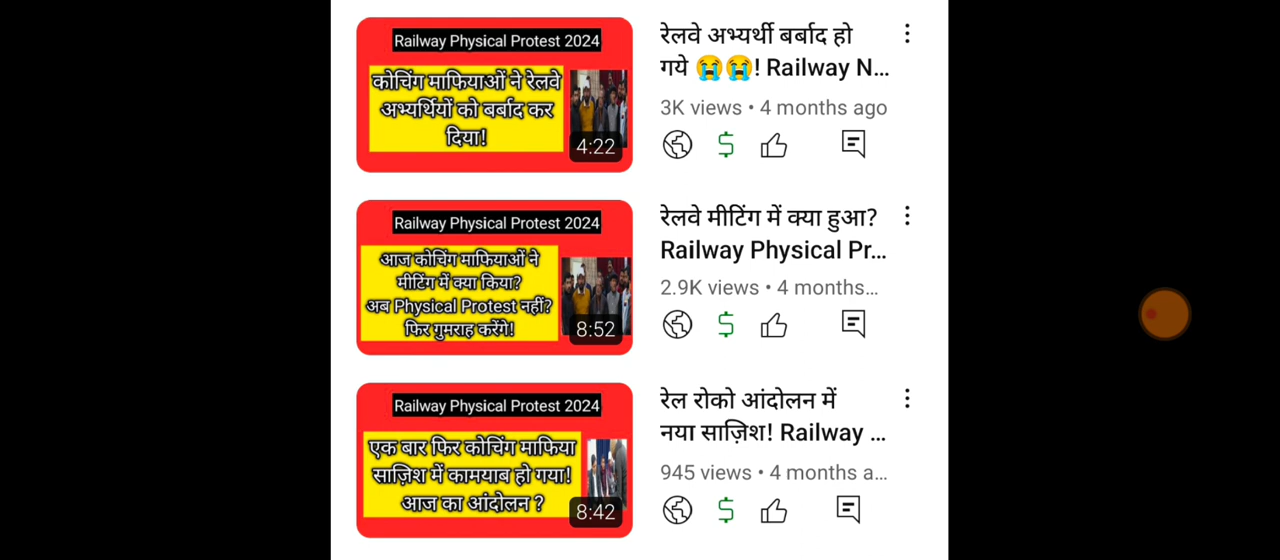 Railway Physical Protest 2024
कोचिंग माफियाओं ने रेलवे
अभ्यर्थियों को बर्बाद कर
दिया!
4:22
रेलवे अभ्यर्थी बर्बाद हो
गये 😭😭! Railway N...
3K views • 4 months ago
Railway Physical Protest 2024
आज कोचिंग माफियाओं ने
मीटिंग में क्या किया?
अब Physical Protest नहीं?
फिर गुमराह करेंगे!
8:52
रेलवे मीटिंग में क्या हुआ?
Railway Physical Pr...
2.9K views • 4 months...
Railway Physical Protest 2024
एक बार फिर कोचिंग माफिया
साज़िश में कामयाब हो गया!
आज का आंदोलन ?
8:42
रेल रोको आंदोलन में
नया साज़िश! Railway ...
945 views • 4 months a...